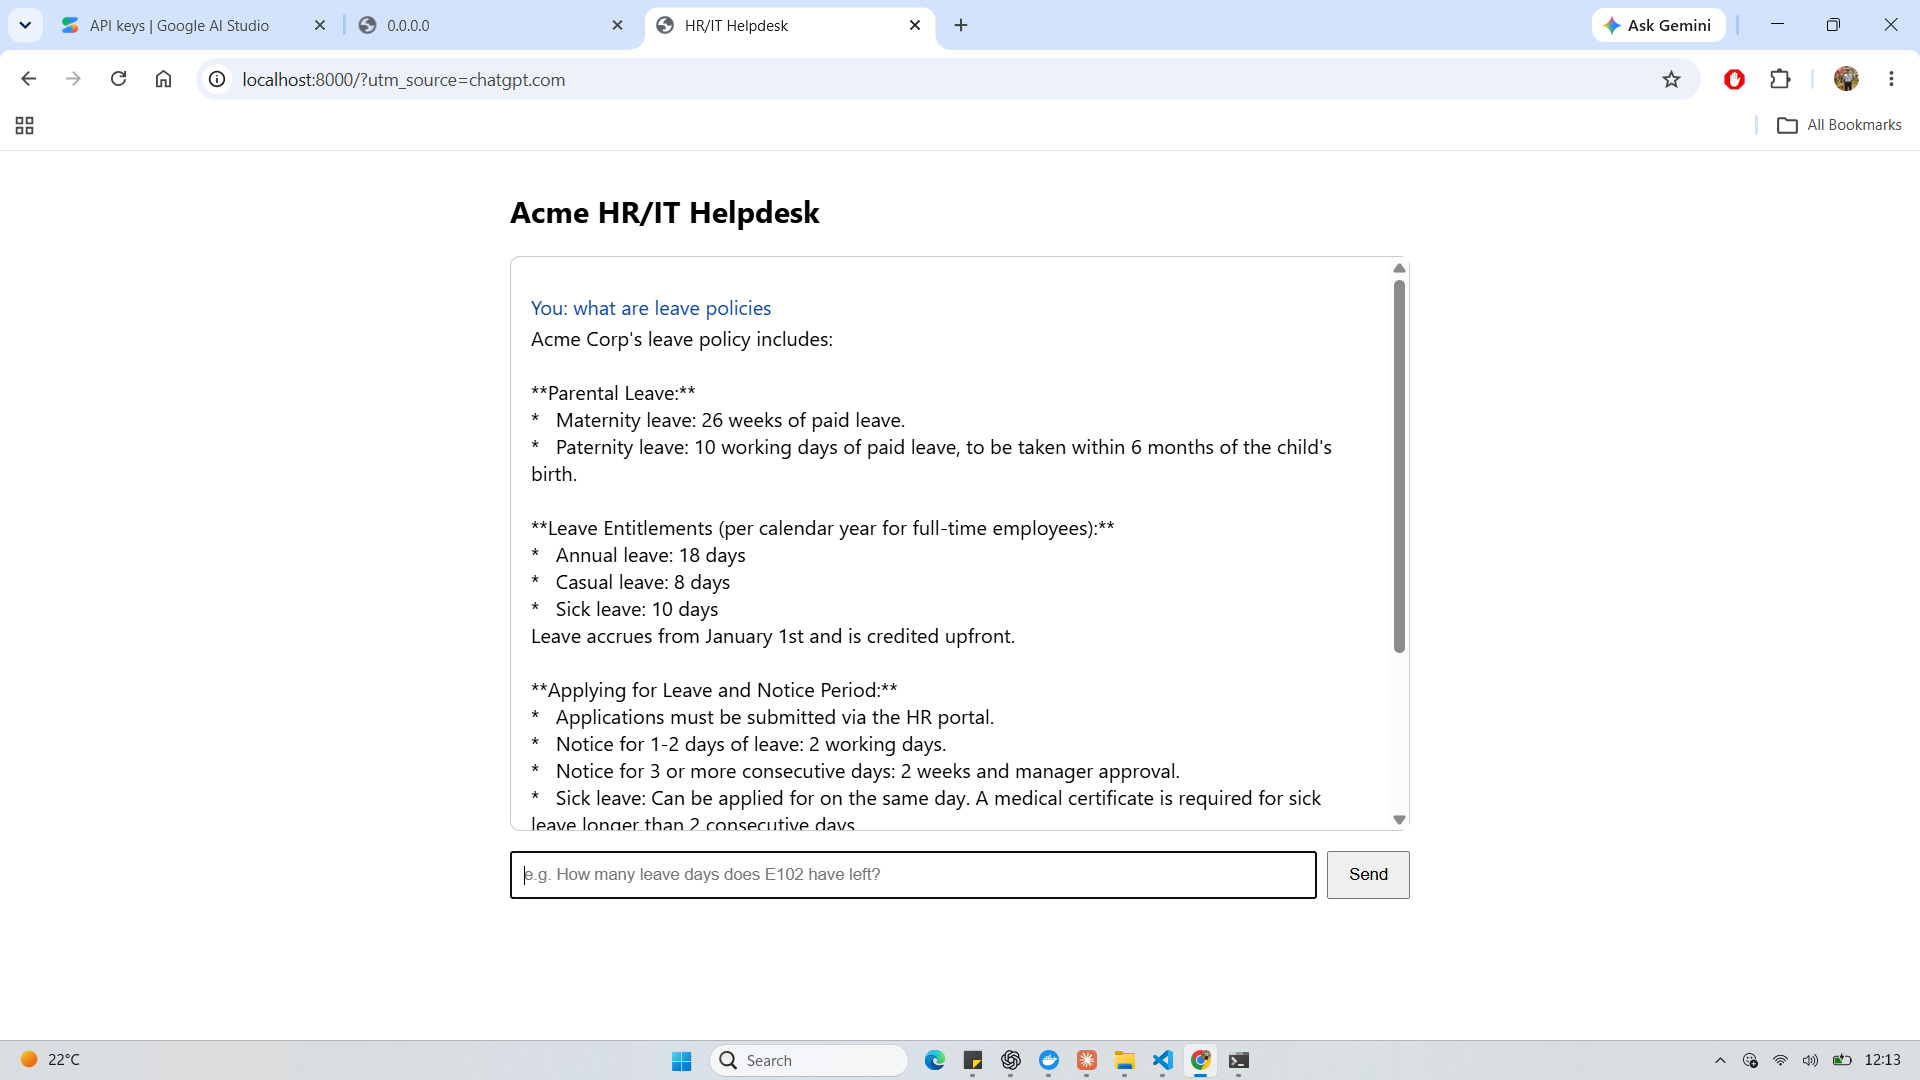 API keys | Google AI Studio
0.0.0.0
HR/IT Helpdesk
Ask Gemini
localhost:8000/?utm_source=chatgpt.com
All Bookmarks
Acme HR/IT Helpdesk
You: what are leave policies
Acme Corp's leave policy includes:
**Parental Leave:**
* Maternity leave: 26 weeks of paid leave.
* Paternity leave: 10 working days of paid leave, to be taken within 6 months of the child's
birth.
**Leave Entitlements (per calendar year for full-time employees):**
* Annual leave: 18 days
* Casual leave: 8 days
* Sick leave: 10 days
Leave accrues from January 1st and is credited upfront.
**Applying for Leave and Notice Period:**
* Applications must be submitted via the HR portal.
* Notice for 1-2 days of leave: 2 working days.
* Notice for 3 or more consecutive days: 2 weeks and manager approval.
* Sick leave: Can be applied for on the same day. A medical certificate is required for sick
leave longer than 2 consecutive days
e.g. How many leave days does E102 have left?
Send
22°C
Search
12:13